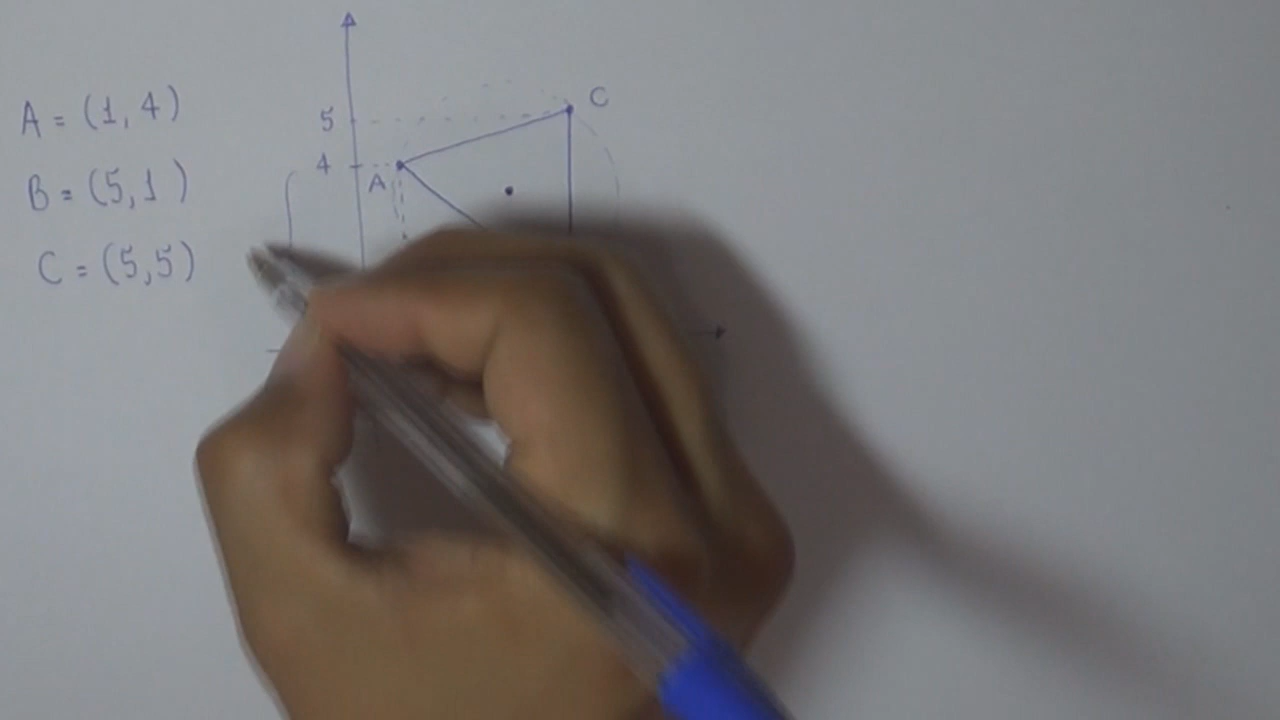 A = (1, 4)
B = (5, 1)
C = (5, 5)
C
5
4
A